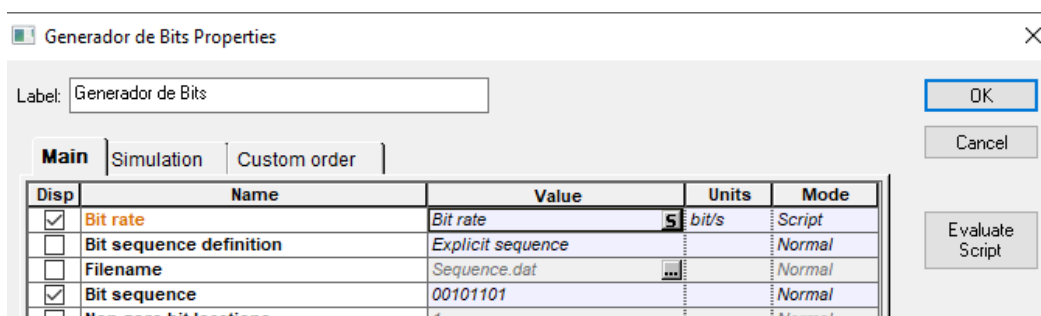 Generador de Bits Properties
Label: Generador de Bits
OK
Cancel
Main Simulation Custom order
Disp Name Value Units Mode
Bit rate Bit rate S bit/s Script
Evaluate Script
Bit sequence definition Explicit sequence Normal
Filename Sequence.dat ... Normal
Bit sequence 00101101 Normal